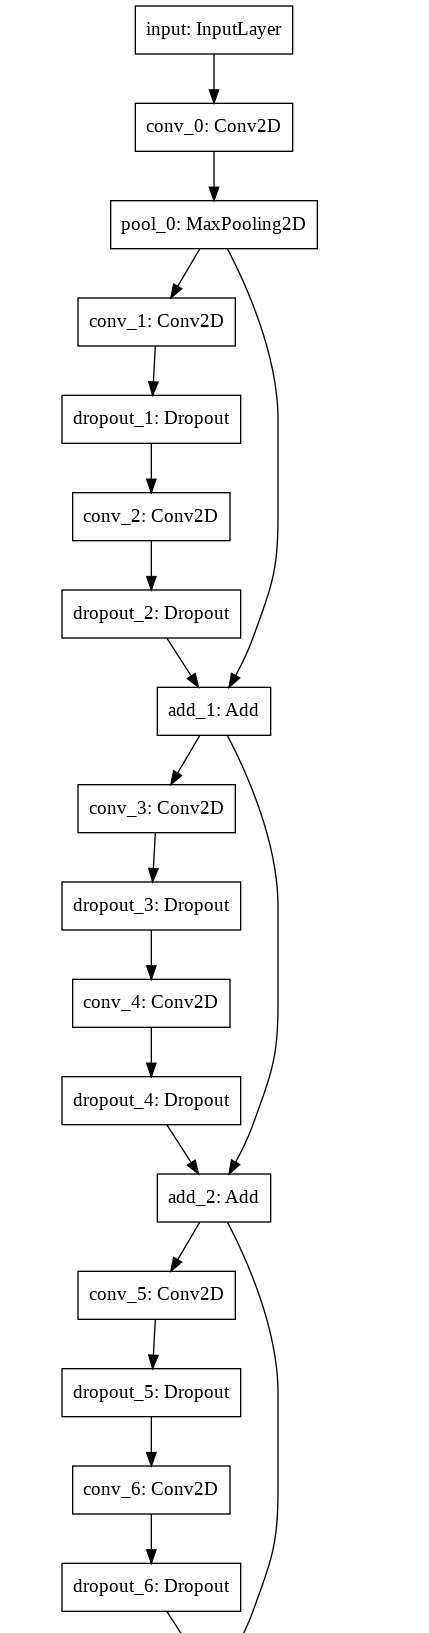 input: InputLayer
conv_0: Conv2D
pool_0: MaxPooling2D
conv_1: Conv2D
dropout_1: Dropout
conv_2: Conv2D
dropout_2: Dropout
add_1: Add
conv_3: Conv2D
dropout_3: Dropout
conv_4: Conv2D
dropout_4: Dropout
add_2: Add
conv_5: Conv2D
dropout_5: Dropout
conv_6: Conv2D
dropout_6: Dropout